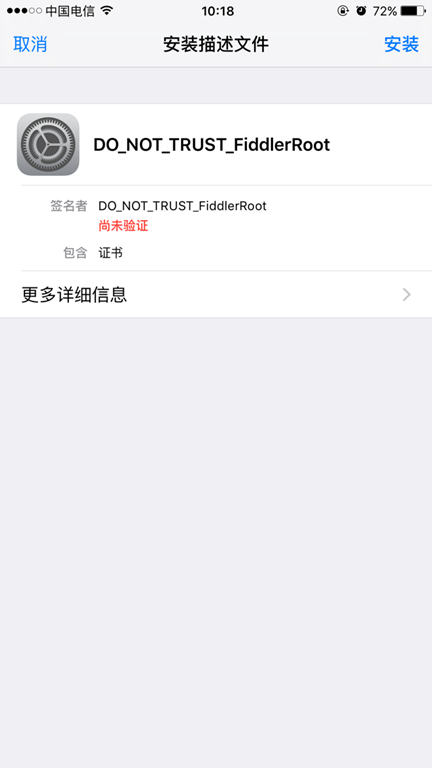 中国电信 10:18 72%
取消 安装描述文件 安装
DO_NOT_TRUST_FiddlerRoot
签名者 DO_NOT_TRUST_FiddlerRoot
尚未验证
包含 证书
更多详细信息